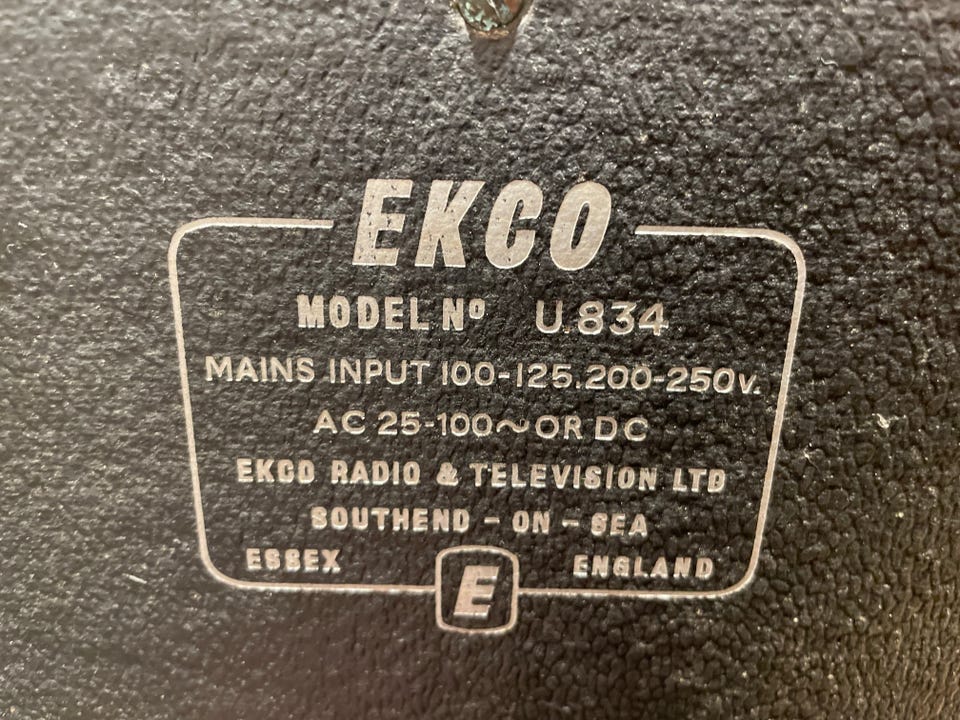 EKCO
MODEL Nº U.834
MAINS INPUT 100-125.200-250v.
AC 25-100~ OR DC
EKCO RADIO & TELEVISION LTD
SOUTHEND - ON - SEA
ESSEX ENGLAND
E